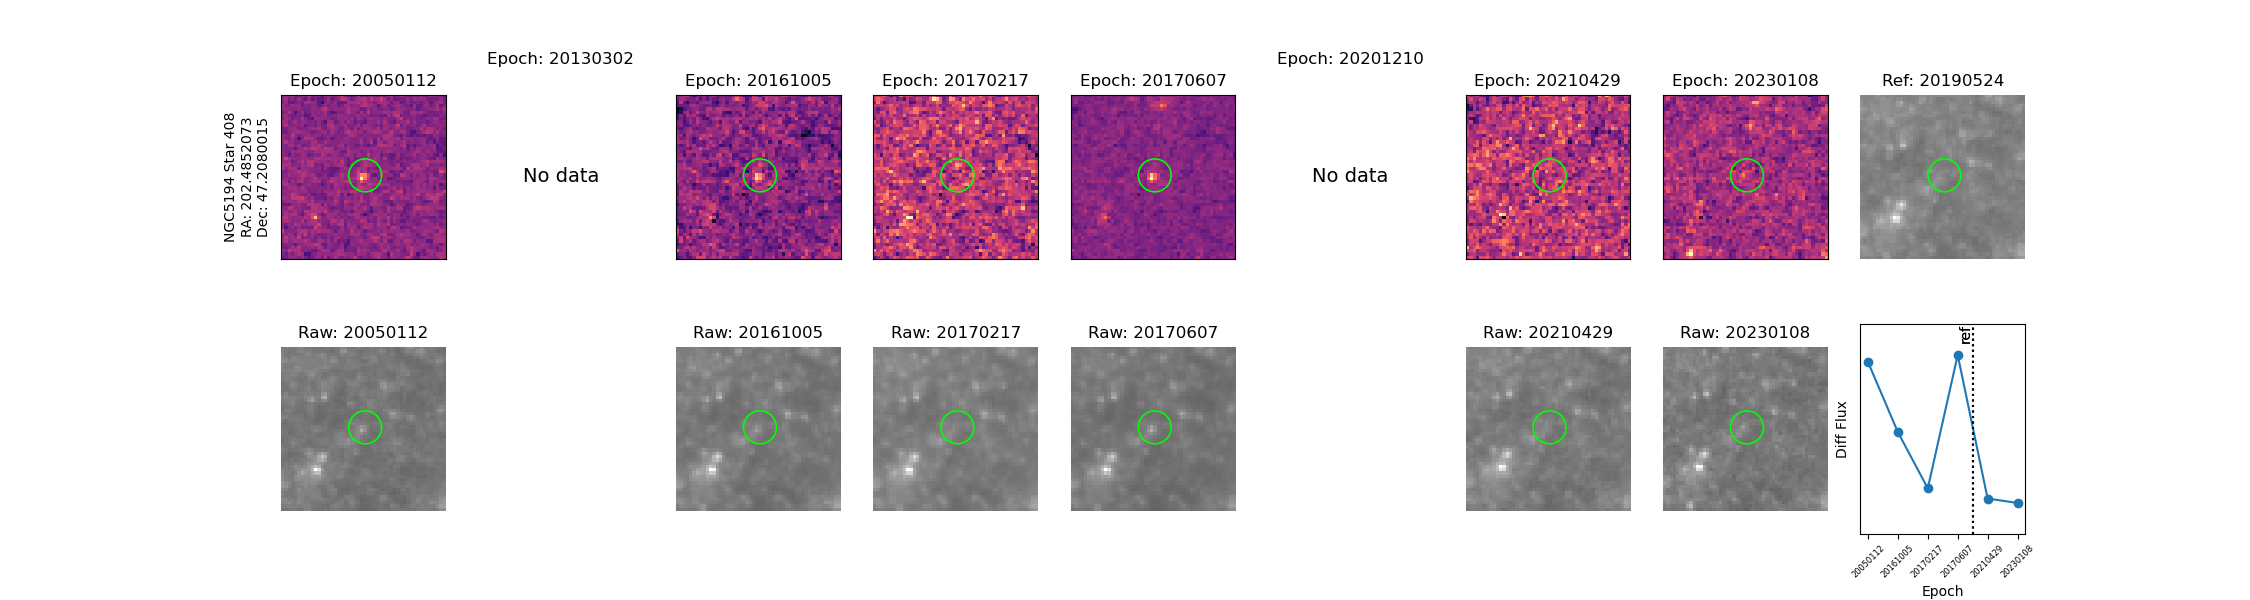 Epoch: 20130302
Epoch: 20201210
Epoch: 20050112
Epoch: 20161005
Epoch: 20170217
Epoch: 20170607
Epoch: 20210429
Epoch: 20230108
Ref: 20190524
NGC5194 Star 408
RA: 202.4852073
Dec: 47.2080015
No data
No data
Raw: 20050112
Raw: 20161005
Raw: 20170217
Raw: 20170607
Raw: 20210429
Raw: 20230108
ref
Diff Flux
20050112
20161005
20170217
20170607
20210429
20230108
Epoch